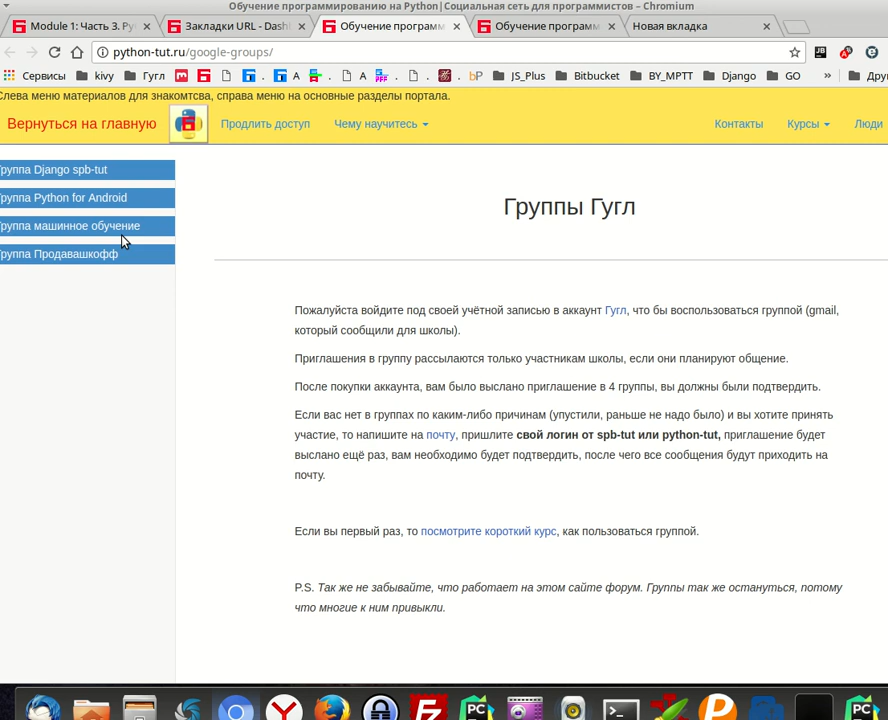 Обучение программированию на Python|Социальная сеть для программистов – Chromium
Module 1: Часть 3. Ру
Закладки URL - Dash
Обучение программ
Обучение программ
Новая вкладка
python-tut.ru/google-groups/
Сервисы kivy Гугл . . A . A . . bP JS_Plus Bitbucket BY_MPTT Django GO » Дру
Слева меню материалов для знакомтсва, справа меню на основные разделы портала.
Вернуться на главную Продлить доступ Чему научитесь Контакты Курсы Люди
Группа Django spb-tut
Группа Python for Android
Группа машинное обучение
Группа Продавашкофф
Группы Гугл
Пожалуйста войдите под своей учётной записью в аккаунт Гугл, что бы воспользоваться группой (gmail,
который сообщили для школы).
Приглашения в группу рассылаются только участникам школы, если они планируют общение.
После покупки аккаунта, вам было выслано приглашение в 4 группы, вы должны были подтвердить.
Если вас нет в группах по каким-либо причинам (упустили, раньше не надо было) и вы хотите принять
участие, то напишите на почту, пришлите свой логин от spb-tut или python-tut, приглашение будет
выслано ещё раз, вам необходимо будет подтвердить, после чего все сообщения будут приходить на
почту.
Если вы первый раз, то посмотрите короткий курс, как пользоваться группой.
P.S. Так же не забывайте, что работает на этом сайте форум. Группы так же остануться, потому
что многие к ним привыкли.